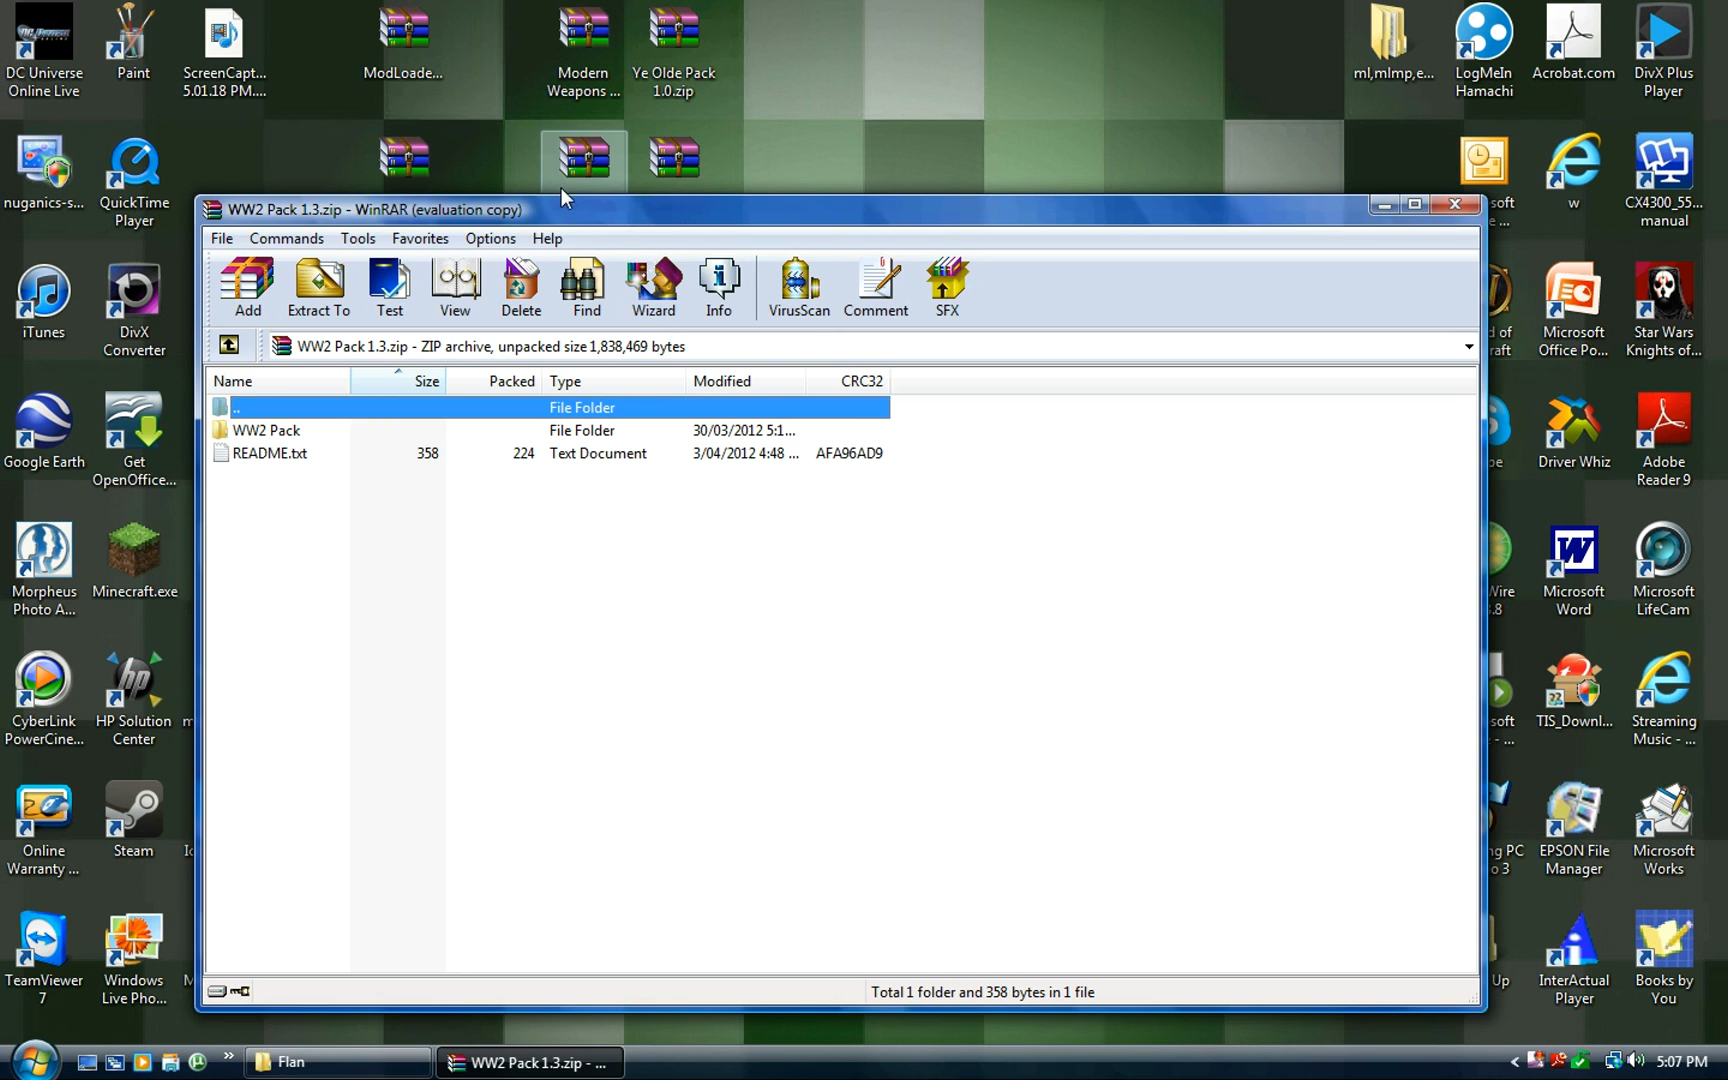 DC Universe
Online Live
Paint
ScreenCapt...
5.01.18 PM....
ModLoade...
Modern
Weapons ...
Ye Olde Pack
1.0.zip
ml,mlmp,e...
LogMeIn
Hamachi
Acrobat.com
DivX Plus
Player
nuganics-s...
QuickTime
Player
w
CX4300_55...
manual
WW2 Pack 1.3.zip - WinRAR (evaluation copy)
File Commands Tools Favorites Options Help
Add Extract To Test View Delete Find Wizard Info VirusScan Comment SFX
WW2 Pack 1.3.zip - ZIP archive, unpacked size 1,838,469 bytes
Name Size Packed Type Modified CRC32
.. File Folder
WW2 Pack File Folder 30/03/2012 5:1...
README.txt 358 224 Text Document 3/04/2012 4:48 ... AFA96AD9
Total 1 folder and 358 bytes in 1 file
iTunes
DivX
Converter
Microsoft
Office Po...
Star Wars
Knights of...
Google Earth
Get
OpenOffice...
Driver Whiz
Adobe
Reader 9
Morpheus
Photo A...
Minecraft.exe
Microsoft
Word
Microsoft
LifeCam
CyberLink
PowerCine...
HP Solution
Center
TIS_Downl...
Streaming
Music - ...
Online
Warranty ...
Steam
EPSON File
Manager
Microsoft
Works
TeamViewer
7
Windows
Live Pho...
Up
InterActual
Player
Books by
You
Flan
WW2 Pack 1.3.zip - ...
5:07 PM